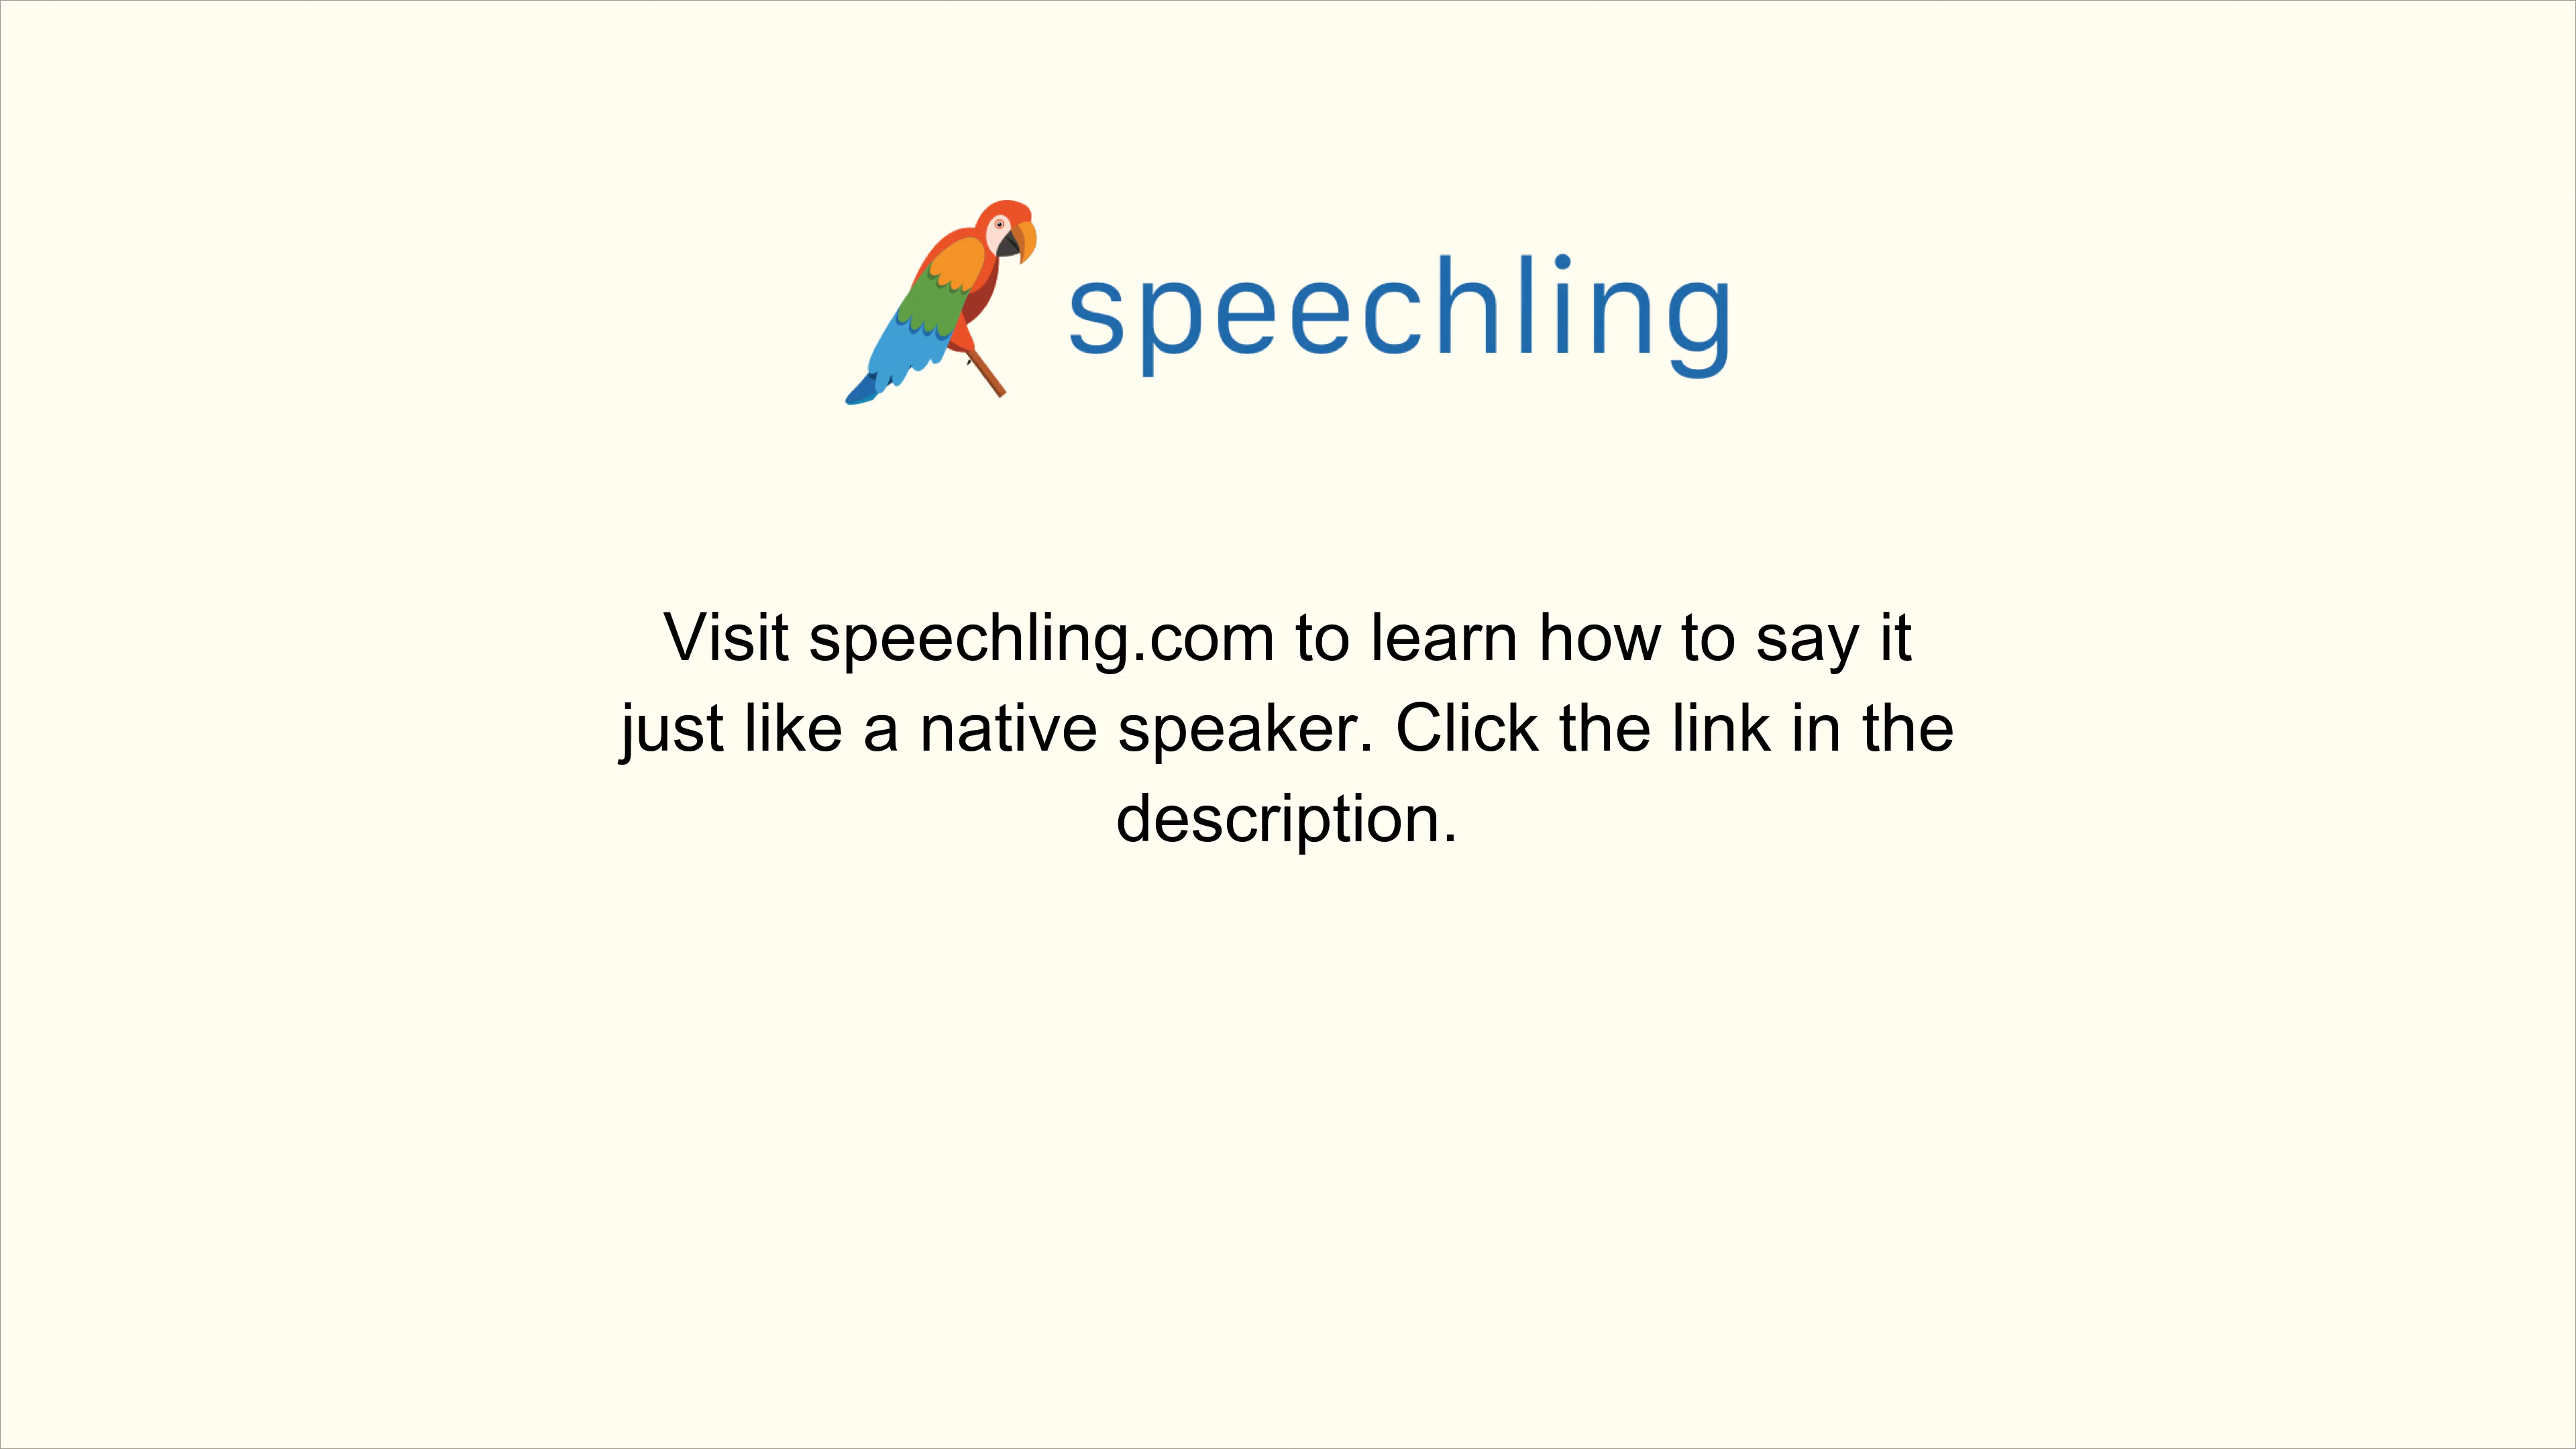 speechling
Visit speechling.com to learn how to say it
just like a native speaker. Click the link in the
description.